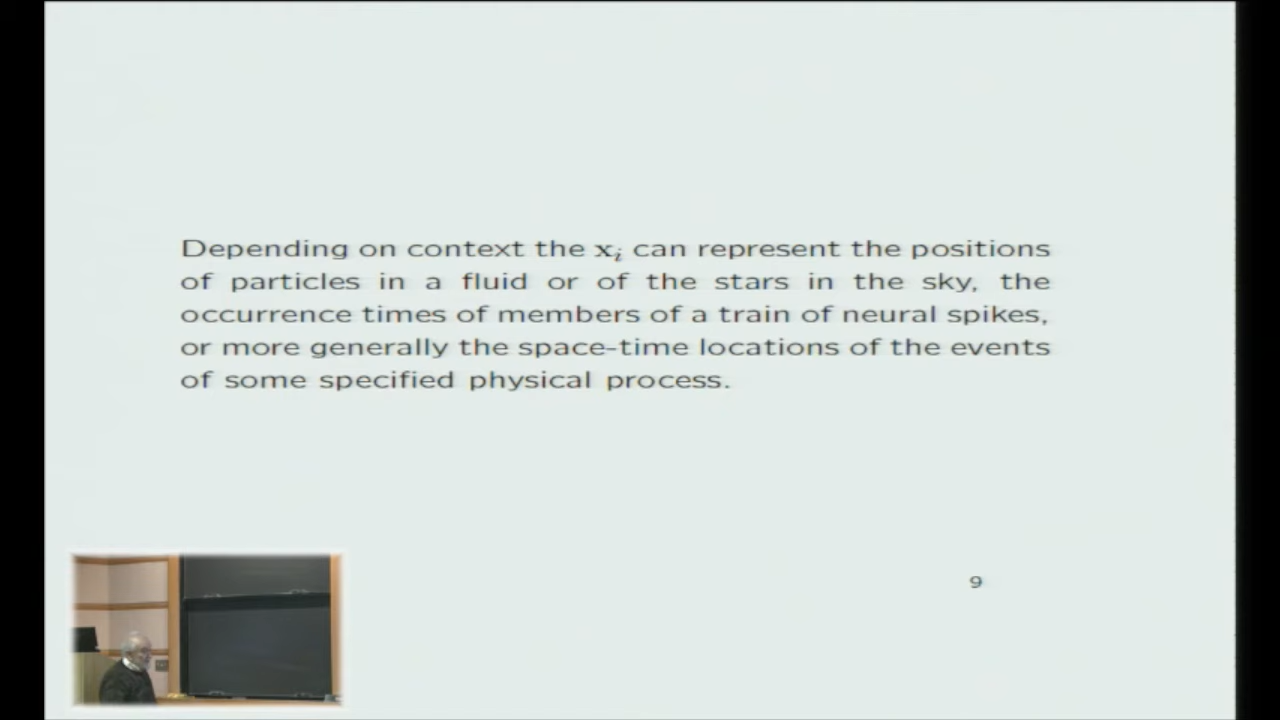 Depending on context the xᵢ can represent the positions
of particles in a fluid or of the stars in the sky, the
occurrence times of members of a train of neural spikes,
or more generally the space-time locations of the events
of some specified physical process.
9